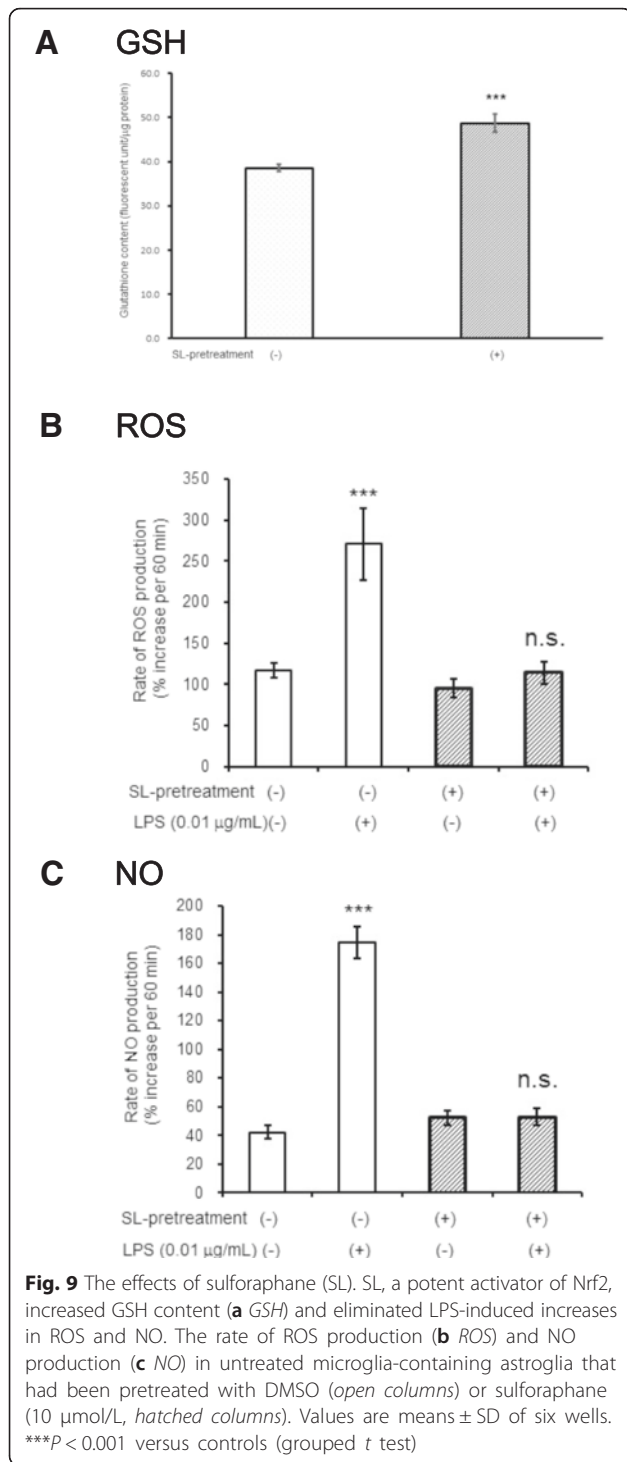 A GSH
Glutathione content (fluorescent unit/µg protein)
60.0
50.0
40.0
30.0
20.0
10.0
0.0
***
SL-pretreatment (-) (+)
B ROS
Rate of ROS production
(% increase per 60 min)
350
300
250
200
150
100
50
0
***
n.s.
SL-pretreatment (-) (-) (+) (+)
LPS (0.01 µg/mL)(-) (+) (-) (+)
C NO
Rate of NO production
(% increase per 60 min)
200
180
160
140
120
100
80
60
40
20
0
***
n.s.
SL-pretreatment (-) (-) (+) (+)
LPS (0.01 µg/mL)(-) (+) (-) (+)
Fig. 9 The effects of sulforaphane (SL). SL, a potent activator of Nrf2,
increased GSH content (a GSH) and eliminated LPS-induced increases
in ROS and NO. The rate of ROS production (b ROS) and NO
production (c NO) in untreated microglia-containing astroglia that
had been pretreated with DMSO (open columns) or sulforaphane
(10 µmol/L, hatched columns). Values are means ± SD of six wells.
***P < 0.001 versus controls (grouped t test)